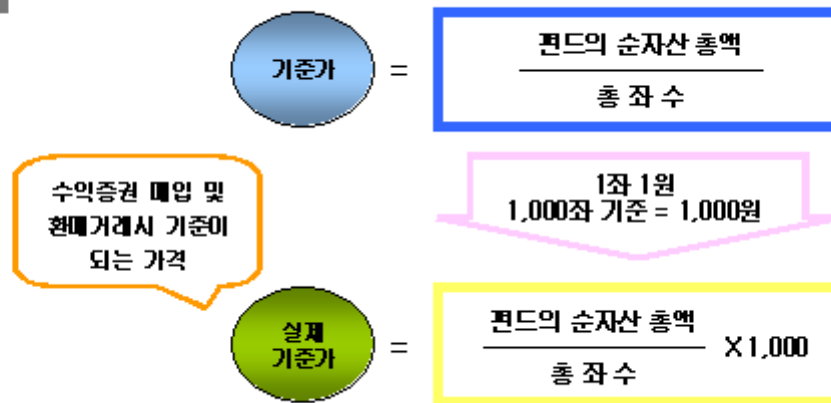 기준가
=
펀드의 순자산 총액
총 좌 수
1좌 1원
1,000좌 기준 = 1,000원
수익증권 매입 및
환매거래시 기준이
되는 가격
실제
기준가
=
펀드의 순자산 총액
총 좌 수
X 1,000